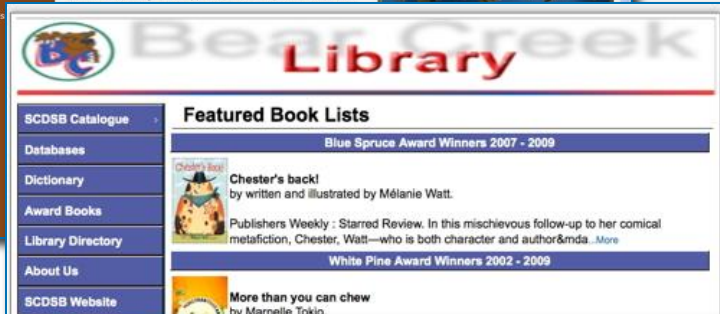 Bear Creek
Library
SCDSB Catalogue
Databases
Dictionary
Award Books
Library Directory
About Us
SCDSB Website
Featured Book Lists
Blue Spruce Award Winners 2007 - 2009
Chester's back!
by written and illustrated by Mélanie Watt.
Publishers Weekly : Starred Review. In this mischievous follow-up to her comical
metafiction, Chester, Watt—who is both character and author&mda...More
White Pine Award Winners 2002 - 2009
More than you can chew
by Marnelle Tokio